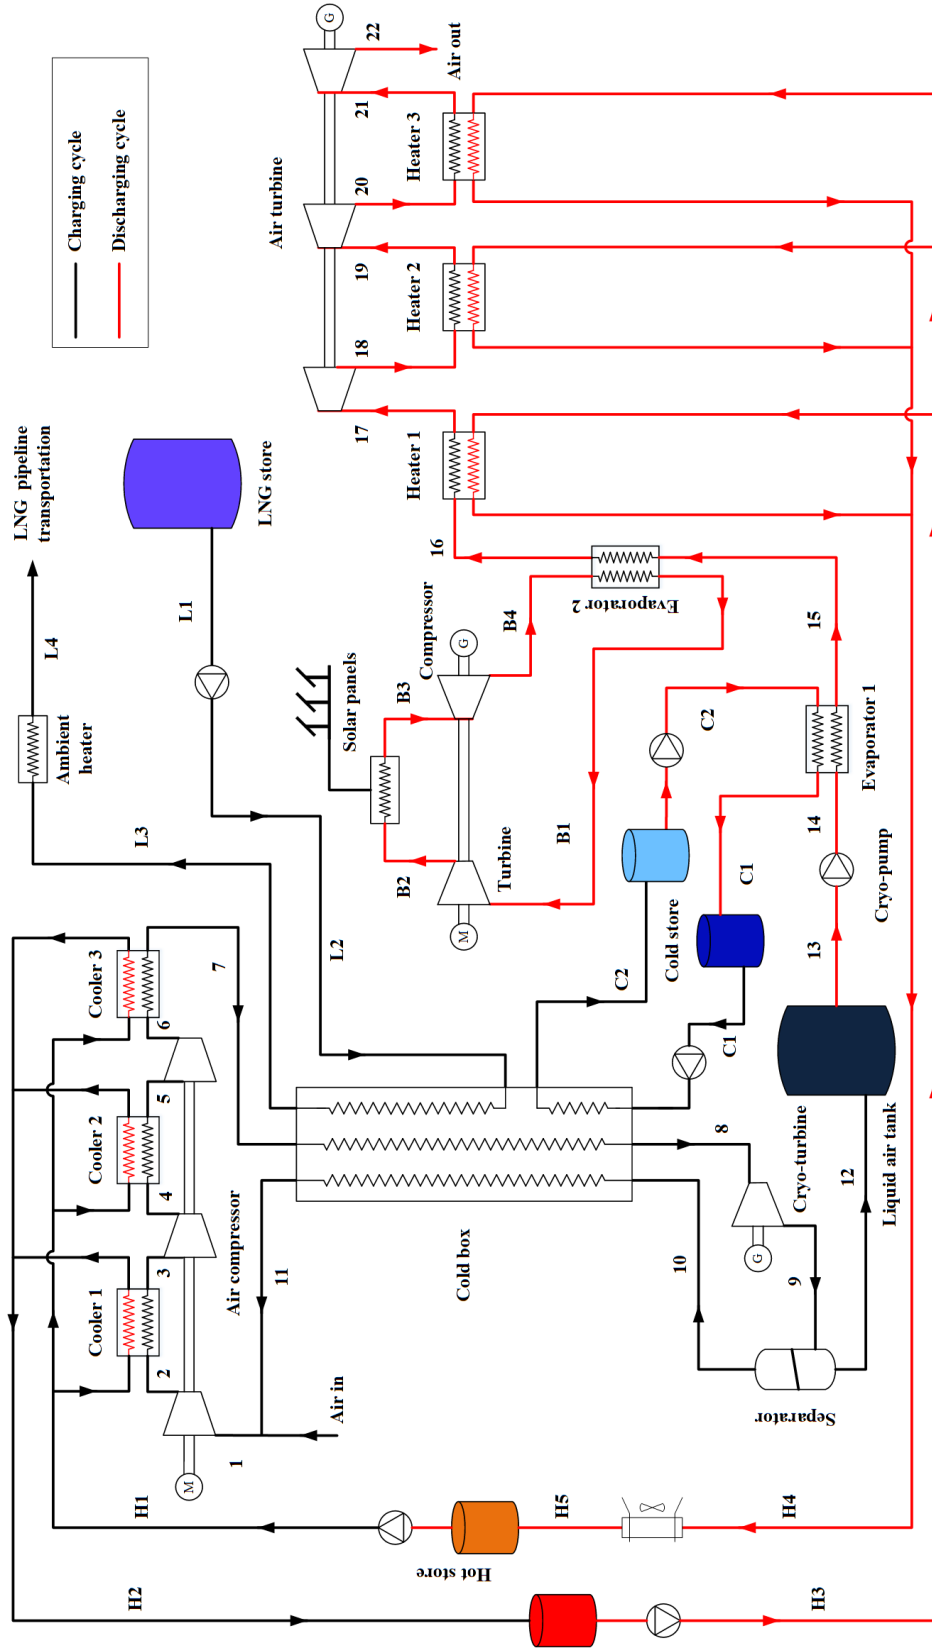 LNG pipeline
transportation
L4
Ambient
heater
Charging cycle
Discharging cycle
Cooler 1
Cooler 2
Cooler 3
H2
H1
L3
2
3
4
5
6
L1
M
7
1
Air compressor
LNG store
Air turbine
11
G
Air in
L2
Solar panels
17
18
19
20
21
22
B2
B3
Heater 1
Heater 2
Heater 3
Compressor
Air out
16
Cold box
M
G
Hot store
Turbine
B4
H5
B1
C2
Evaporator 2
Cold store
10
C2
8
C1
C1
G
H4
9
Cryo-turbine
13
14
15
Separator
H3
12
Evaporator 1
Liquid air tank
Cryo-pump